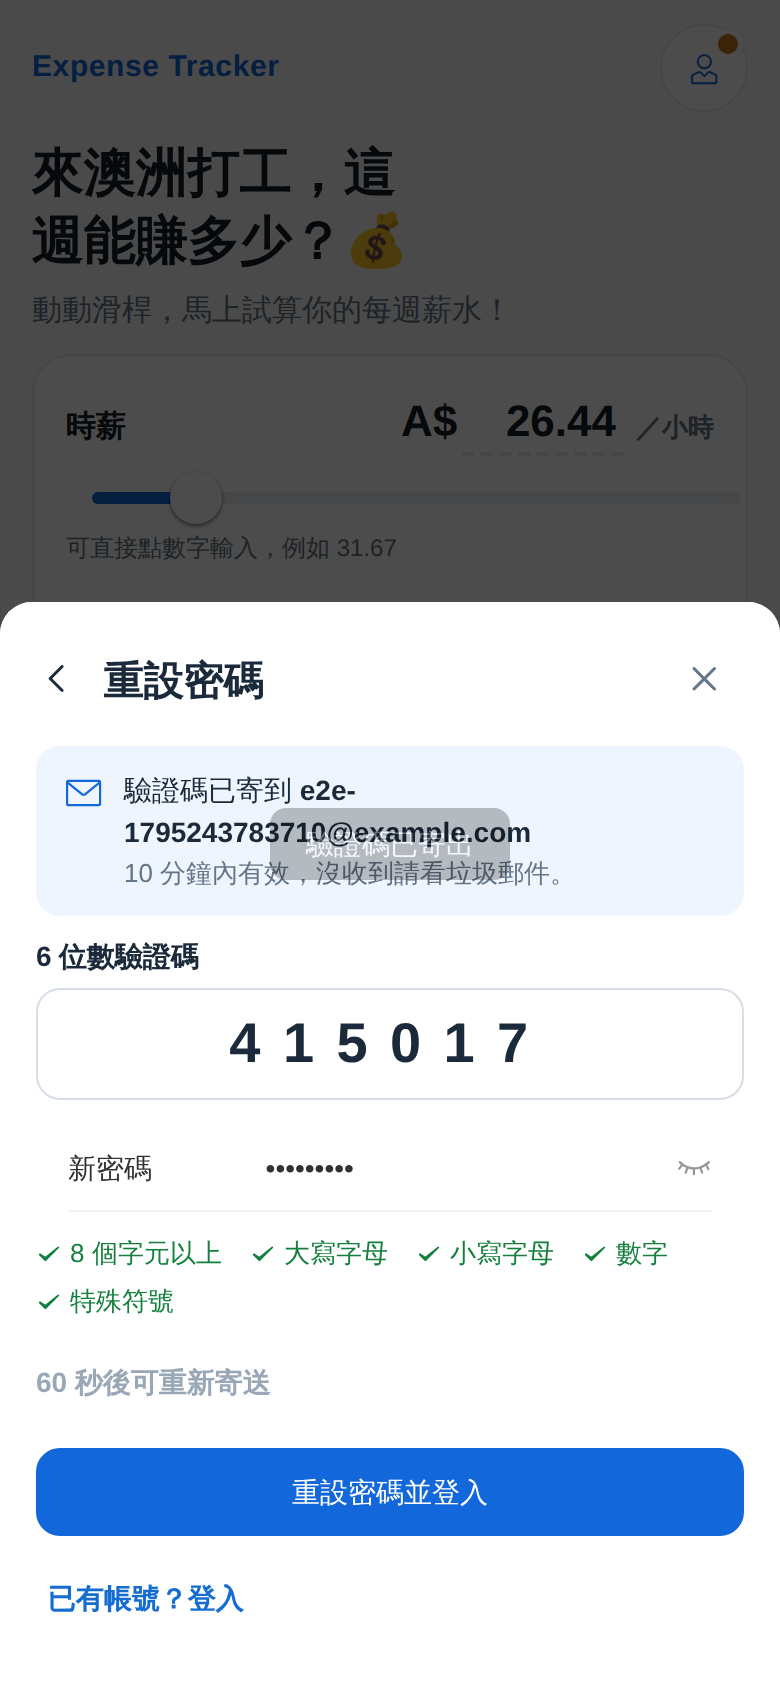 Expense Tracker
來澳洲打工，這
週能賺多少？💰
動動滑桿，馬上試算你的每週薪水！
時薪 A$ 26.44 ／小時
可直接點數字輸入，例如 31.67
重設密碼
驗證碼已寄到 e2e-
1795243783710@example.com
驗證碼已寄出
10 分鐘內有效，沒收到請看垃圾郵件。
6 位數驗證碼
415017
新密碼 •••••••••
8 個字元以上 大寫字母 小寫字母 數字
特殊符號
60 秒後可重新寄送
重設密碼並登入
已有帳號？登入